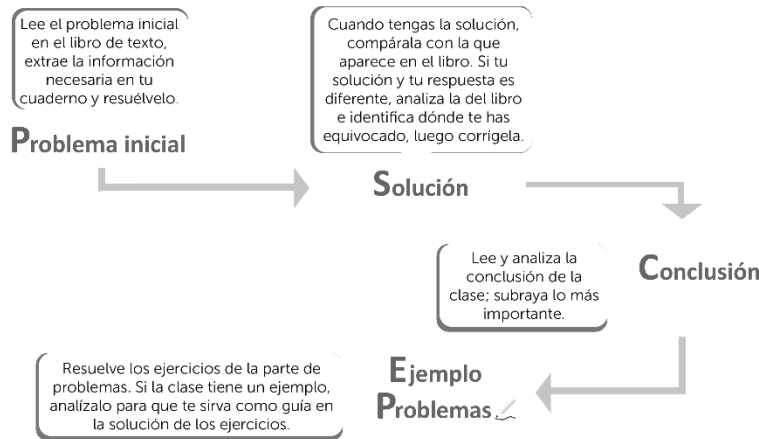 Lee el problema inicial
en el libro de texto,
extrae la información
necesaria en tu
cuaderno y resuélvelo.
Problema inicial
Cuando tengas la solución,
compárala con la que
aparece en el libro. Si tu
solución y tu respuesta es
diferente, analiza la del libro
e identifica dónde te has
equivocado, luego corrígela.
Solución
Lee y analiza la
conclusión de la
clase; subraya lo más
importante.
Conclusión
Resuelve los ejercicios de la parte de
problemas. Si la clase tiene un ejemplo,
analízalo para que te sirva como guía en
la solución de los ejercicios.
Ejemplo
Problemas